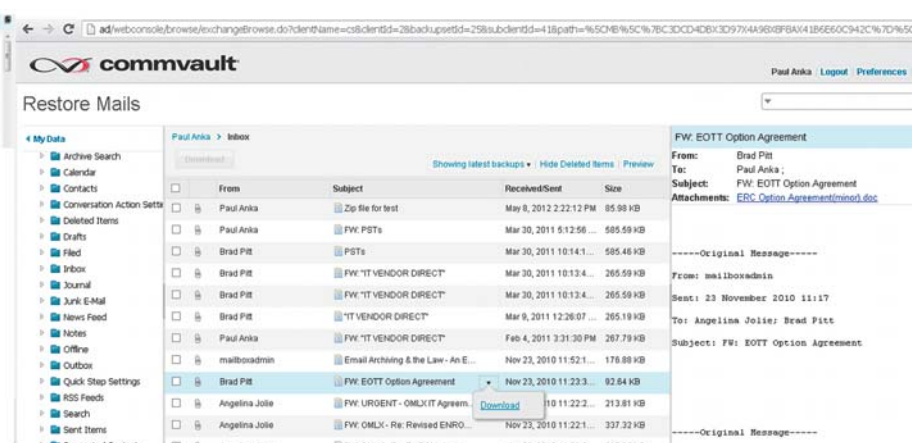 ad/webconsole/browse/exchangeBrowse.do?clientName=cs&clientId=2&backupsetId=25&subclientId=41&path=%5CMB%5C%7BC3DCD4DBX3D97X4A9BX8FBAX41B6E60C942C%7D%5C
commvault
Paul Anka | Logout | Preferences
Restore Mails
My Data
Archive Search
Calendar
Contacts
Conversation Action Settir
Deleted Items
Drafts
Filed
Inbox
Journal
Junk E-Mail
News Feed
Notes
Offline
Outbox
Quick Step Settings
RSS Feeds
Search
Sent Items
Paul Anka > Inbox
Download
Showing latest backups | Hide Deleted Items | Preview
From Subject Received/Sent Size
Paul Anka Zip file for test May 8, 2012 2:22:12 PM 85.98 KB
Paul Anka FW: PSTs Mar 30, 2011 5:12:56 ... 585.59 KB
Brad Pitt PSTs Mar 30, 2011 10:14:1... 585.46 KB
Brad Pitt FW: "IT VENDOR DIRECT" Mar 30, 2011 10:13:4... 265.59 KB
Brad Pitt FW: "IT VENDOR DIRECT" Mar 30, 2011 10:13:4... 265.59 KB
Brad Pitt "IT VENDOR DIRECT" Mar 9, 2011 12:26:07 ... 265.19 KB
Paul Anka FW: "IT VENDOR DIRECT" Feb 4, 2011 3:31:30 PM 267.79 KB
mailboxadmin Email Archiving & the Law - An E... Nov 23, 2010 11:52:1... 176.88 KB
Brad Pitt FW: EOTT Option Agreement Nov 23, 2010 11:23:3... 92.64 KB
Angelina Jolie FW: URGENT - OMLX IT Agreem... 10 11:22:2... 213.81 KB
Download
Angelina Jolie FW: OMLX - Re: Revised ENRO... Nov 23, 2010 11:22:1... 337.32 KB
FW: EOTT Option Agreement
From: Brad Pitt
To: Paul Anka ;
Subject: FW: EOTT Option Agreement
Attachments: ERC Option Agreement(minor).doc
-----Original Message-----
From: mailboxadmin
Sent: 23 November 2010 11:17
To: Angelina Jolie; Brad Pitt
Subject: FW: EOTT Option Agreement
-----Original Message-----